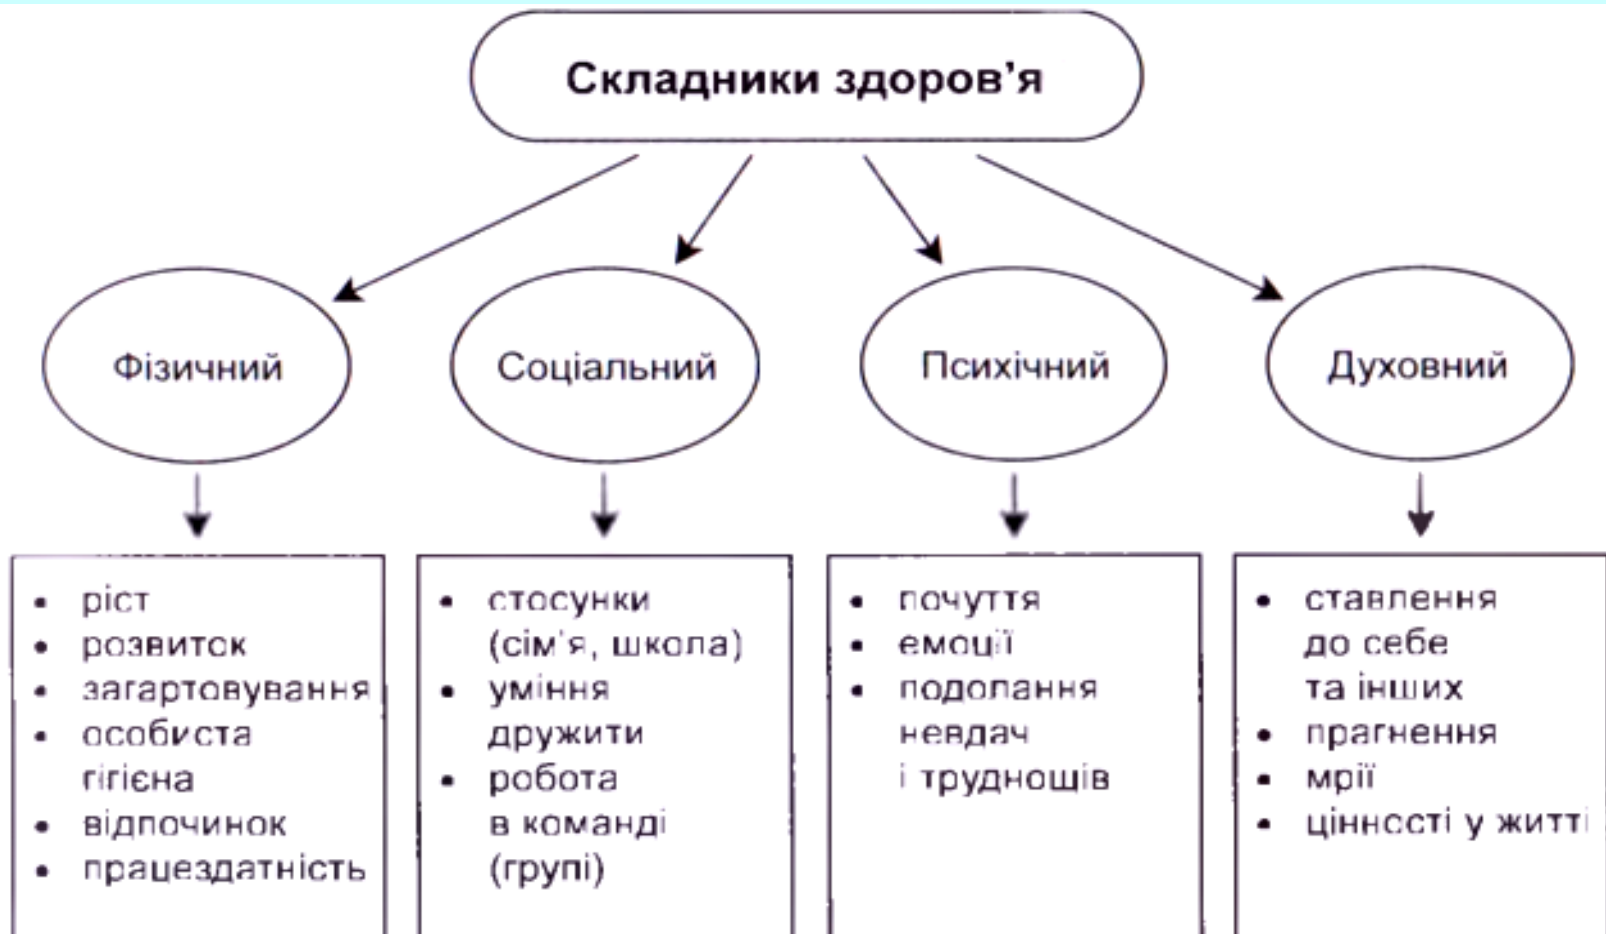 Складники здоров’я
Фізичний
Соціальний
Психічний
Духовний
• ріст
• розвиток
• загартовування
• особиста
гігієна
• відпочинок
• працездатність
• стосунки
(сім’я, школа)
• уміння
дружити
• робота
в команді
(групі)
• почуття
• емоції
• подолання
невдач
і труднощів
• ставлення
до себе
та інших
• прагнення
• мрії
• цінності у житті